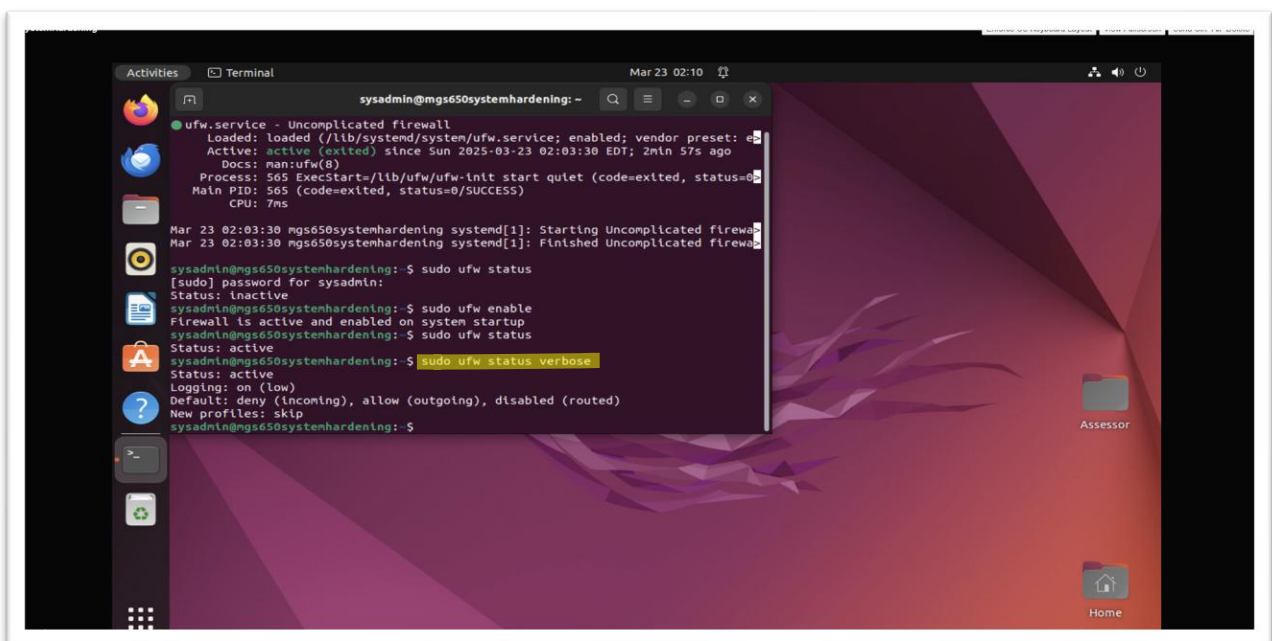 Activities
Terminal
Mar 23 02:10
sysadmin@mgs650systemhardening: ~
ufw.service - Uncomplicated firewall
Loaded: loaded (/lib/systemd/system/ufw.service; enabled; vendor preset: e>
Active: active (exited) since Sun 2025-03-23 02:03:30 EDT; 2min 57s ago
Docs: man:ufw(8)
Process: 565 ExecStart=/lib/ufw/ufw-init start quiet (code=exited, status=0>
Main PID: 565 (code=exited, status=0/SUCCESS)
CPU: 7ms
Mar 23 02:03:30 mgs650systemhardening systemd[1]: Starting Uncomplicated firewa>
Mar 23 02:03:30 mgs650systemhardening systemd[1]: Finished Uncomplicated firewa>
sysadmin@mgs650systemhardening:~$ sudo ufw status
[sudo] password for sysadmin:
Status: inactive
sysadmin@mgs650systemhardening:~$ sudo ufw enable
Firewall is active and enabled on system startup
sysadmin@mgs650systemhardening:~$ sudo ufw status
Status: active
sysadmin@mgs650systemhardening:~$ sudo ufw status verbose
Status: active
Logging: on (low)
Default: deny (incoming), allow (outgoing), disabled (routed)
New profiles: skip
sysadmin@mgs650systemhardening:~$
Assessor
Home